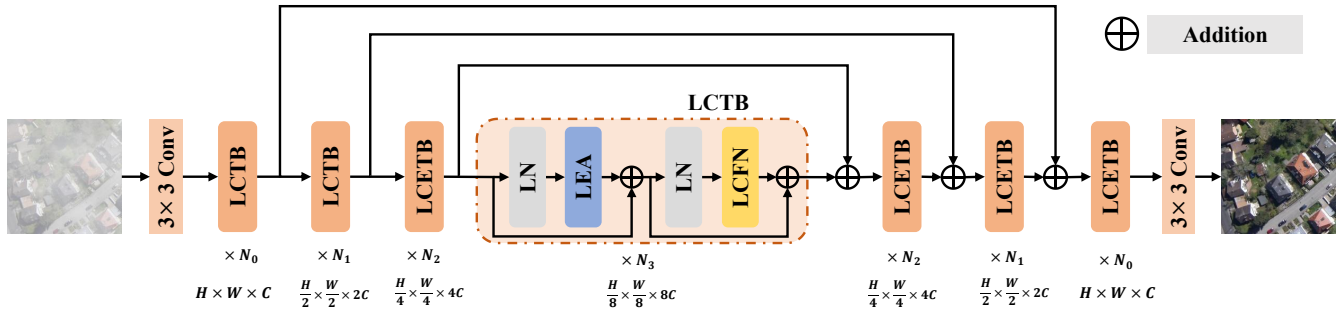 Addition
LCTB
3×3 Conv
LCTB
LCTB
LCETB
LN
LEA
LN
LCFN
LCETB
LCETB
LCETB
3×3 Conv
× N₀
× N₁
× N₂
× N₃
× N₂
× N₁
× N₀
H × W × C
H/2 × W/2 × 2C
H/4 × W/4 × 4C
H/8 × W/8 × 8C
H/4 × W/4 × 4C
H/2 × W/2 × 2C
H × W × C